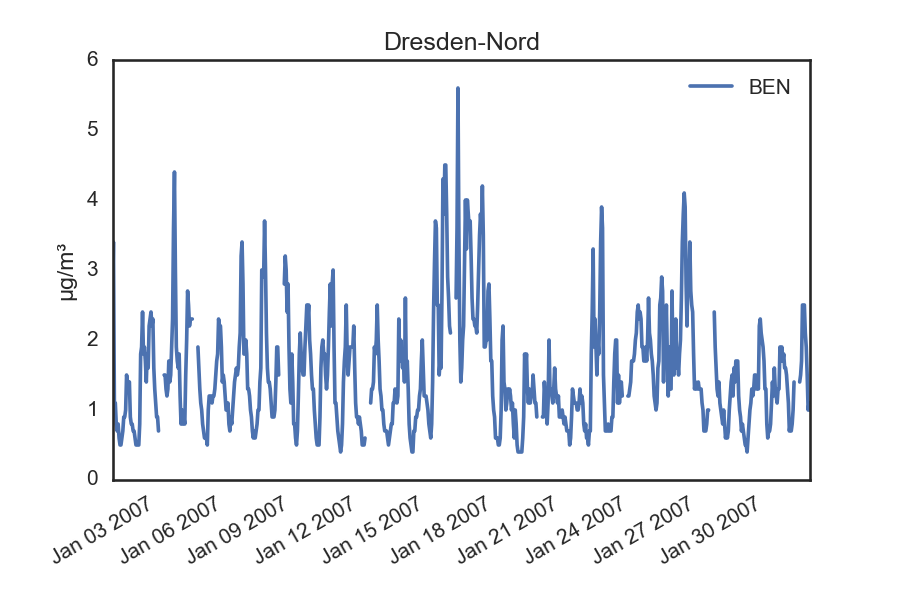 Dresden-Nord
BEN
µg/m³
6
5
4
3
2
1
0
Jan 03 2007
Jan 06 2007
Jan 09 2007
Jan 12 2007
Jan 15 2007
Jan 18 2007
Jan 21 2007
Jan 24 2007
Jan 27 2007
Jan 30 2007